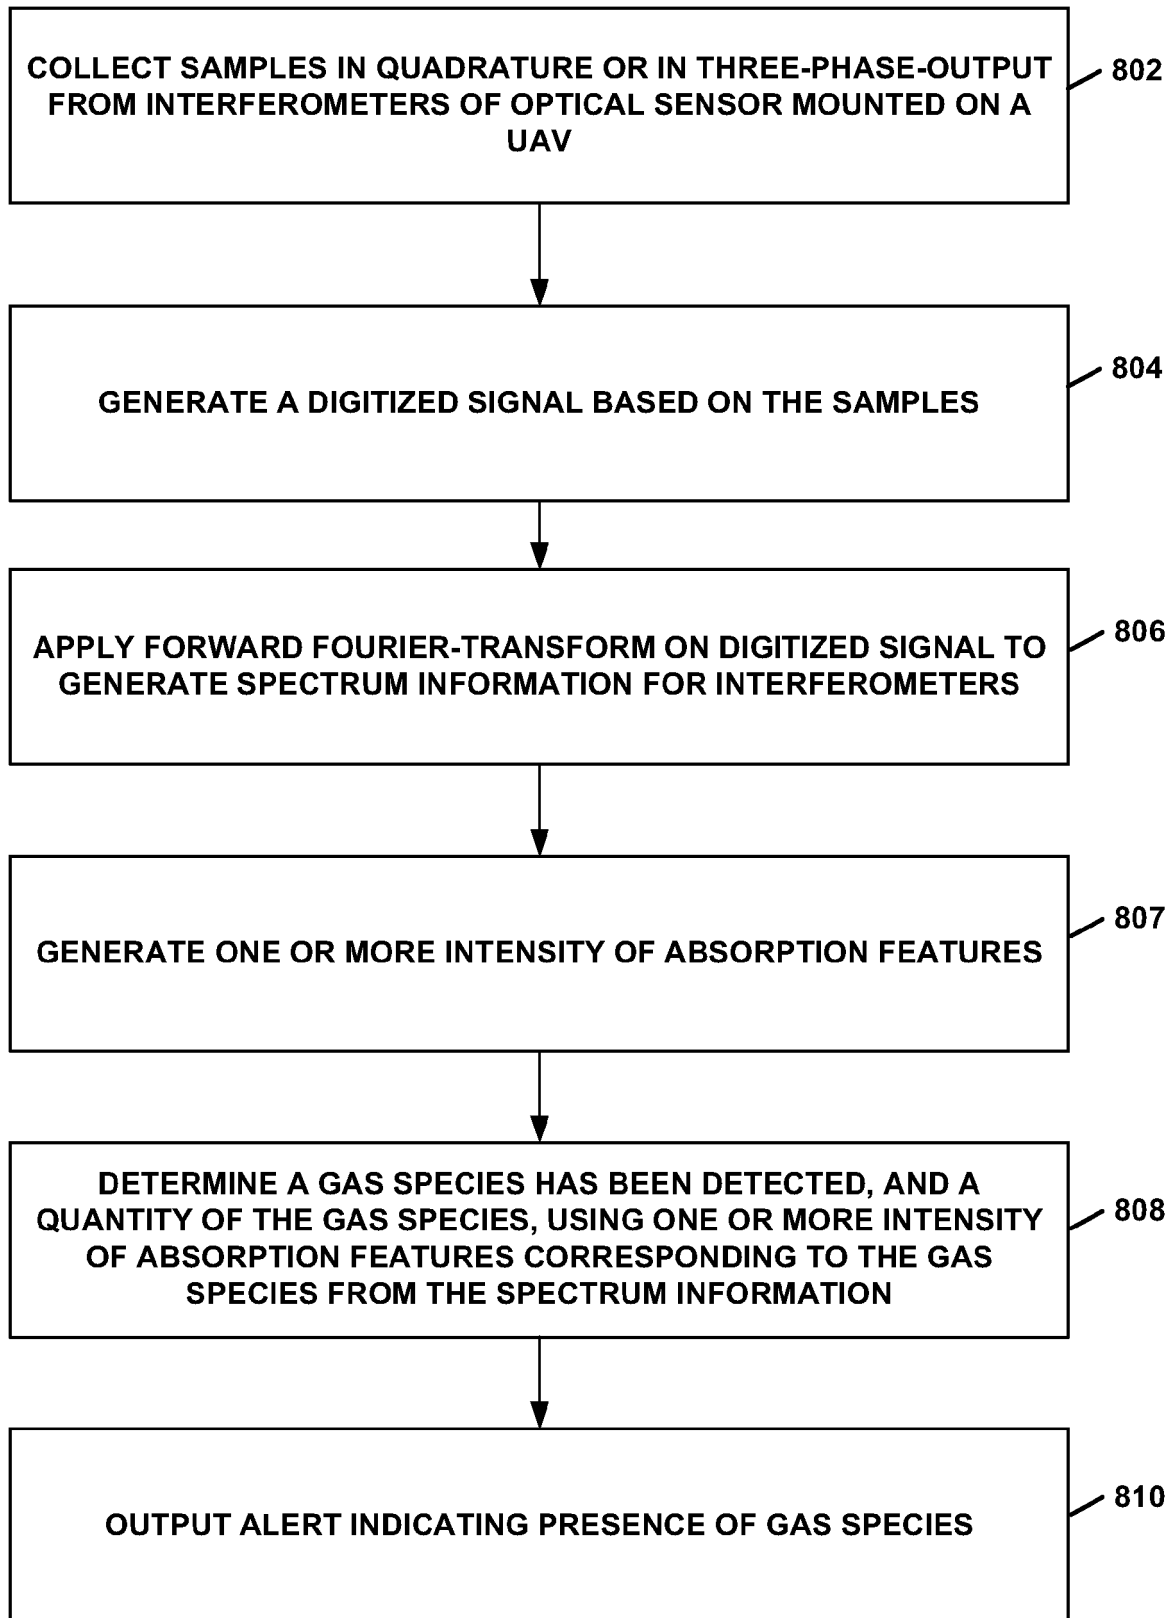 COLLECT SAMPLES IN QUADRATURE OR IN THREE-PHASE-OUTPUT
FROM INTERFEROMETERS OF OPTICAL SENSOR MOUNTED ON A
UAV
802
GENERATE A DIGITIZED SIGNAL BASED ON THE SAMPLES
804
APPLY FORWARD FOURIER-TRANSFORM ON DIGITIZED SIGNAL TO
GENERATE SPECTRUM INFORMATION FOR INTERFEROMETERS
806
GENERATE ONE OR MORE INTENSITY OF ABSORPTION FEATURES
807
DETERMINE A GAS SPECIES HAS BEEN DETECTED, AND A
QUANTITY OF THE GAS SPECIES, USING ONE OR MORE INTENSITY
OF ABSORPTION FEATURES CORRESPONDING TO THE GAS
SPECIES FROM THE SPECTRUM INFORMATION
808
OUTPUT ALERT INDICATING PRESENCE OF GAS SPECIES
810